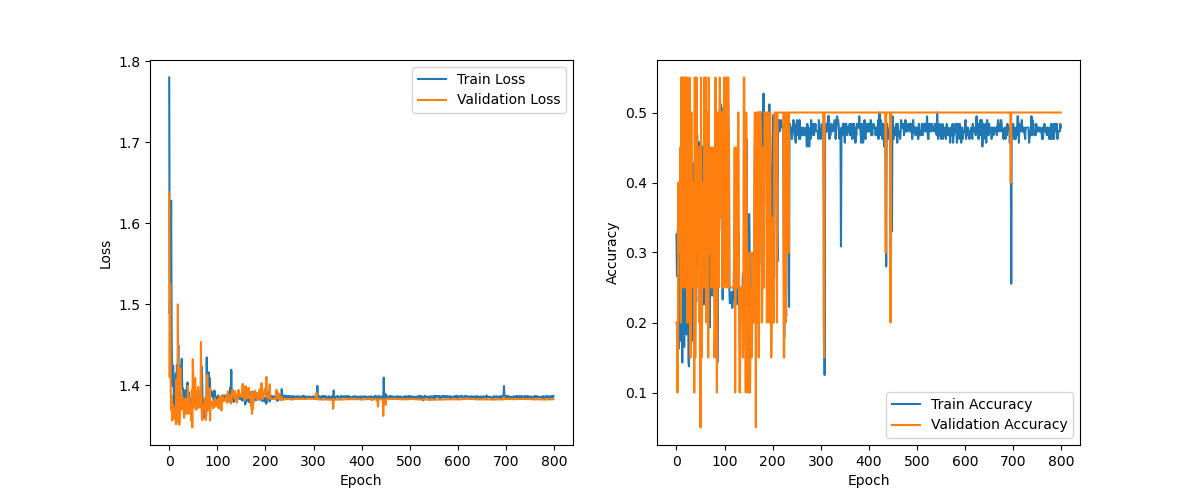 1.8
1.7
1.6
1.5
1.4
Loss
0 100 200 300 400 500 600 700 800
Epoch
Train Loss
Validation Loss
0.5
0.4
0.3
0.2
0.1
Accuracy
0 100 200 300 400 500 600 700 800
Epoch
Train Accuracy
Validation Accuracy